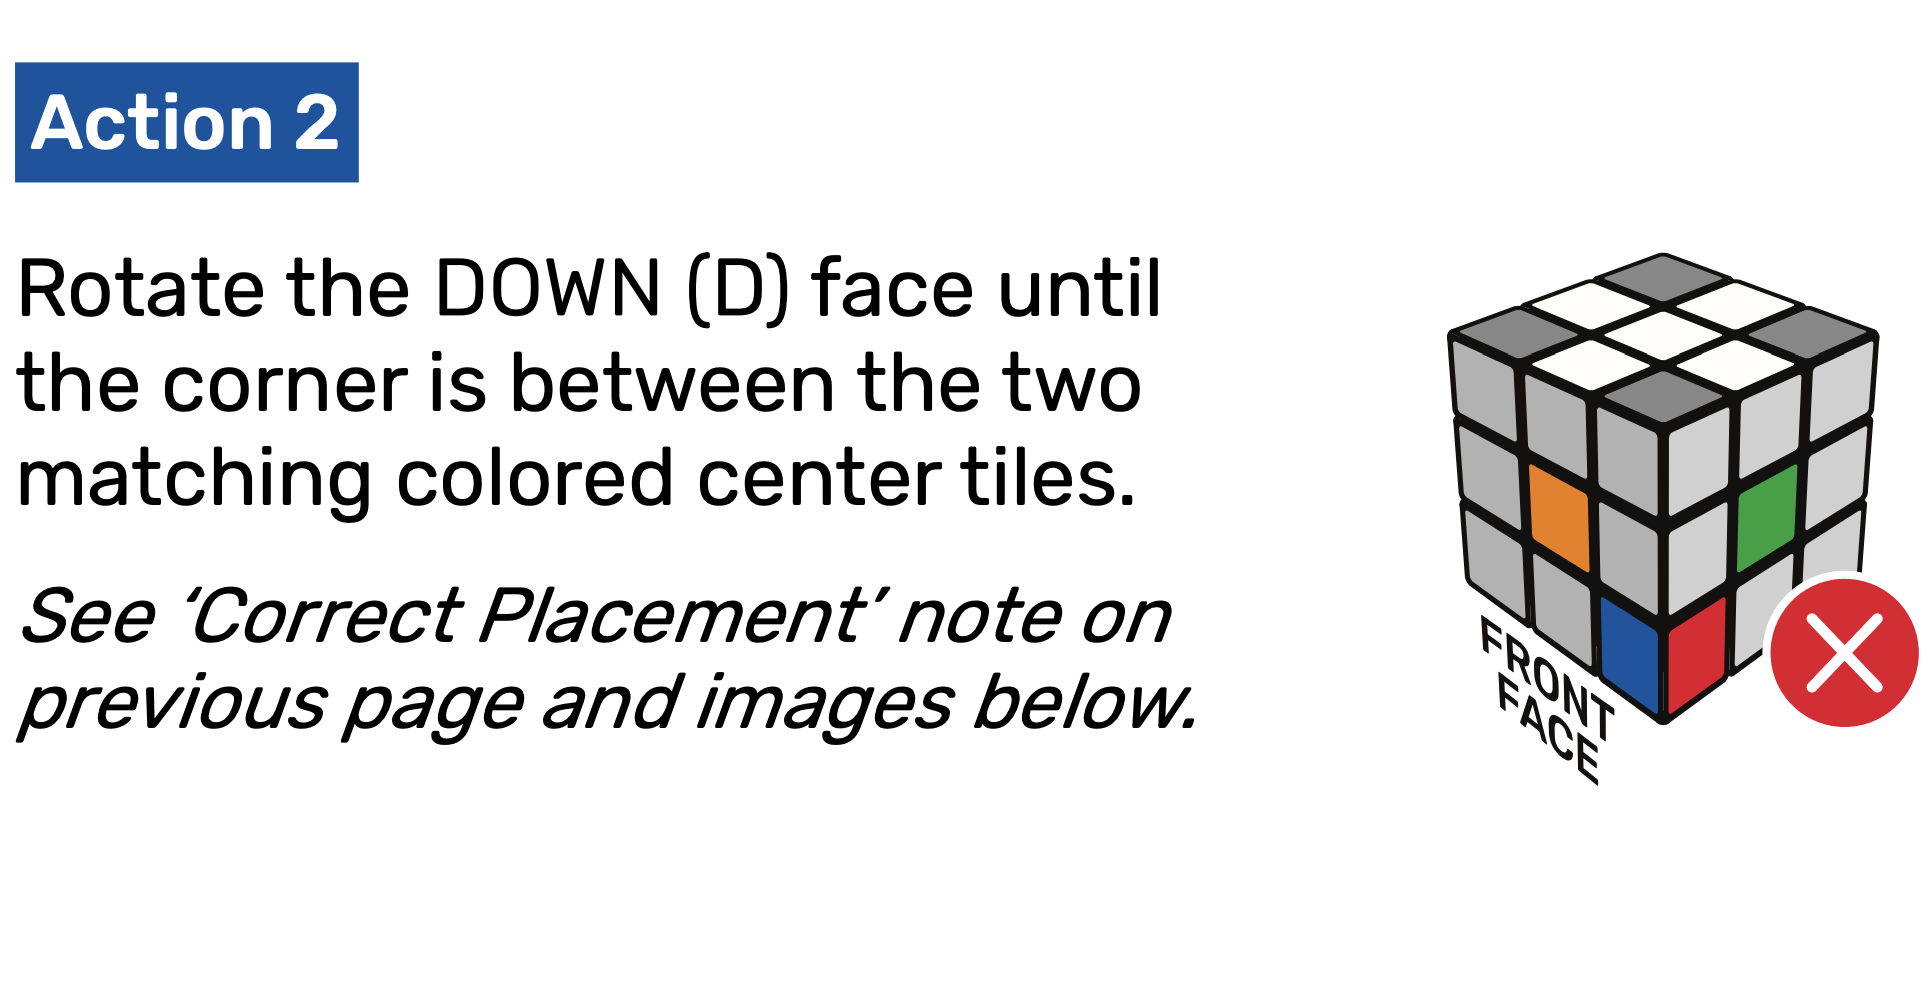 Action 2
Rotate the DOWN (D) face until
the corner is between the two
matching colored center tiles.
See ‘Correct Placement’ note on
previous page and images below.
FRONT
FACE